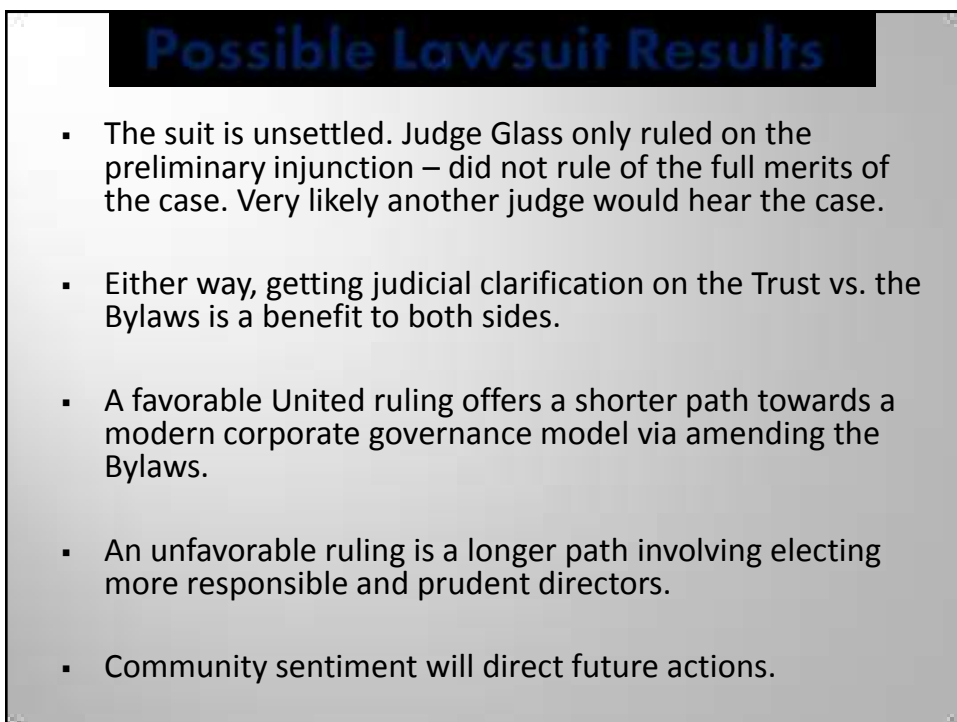 Possible Lawsuit Results
▪ The suit is unsettled. Judge Glass only ruled on the
preliminary injunction – did not rule of the full merits of
the case. Very likely another judge would hear the case.
▪ Either way, getting judicial clarification on the Trust vs. the
Bylaws is a benefit to both sides.
▪ A favorable United ruling offers a shorter path towards a
modern corporate governance model via amending the
Bylaws.
▪ An unfavorable ruling is a longer path involving electing
more responsible and prudent directors.
▪ Community sentiment will direct future actions.